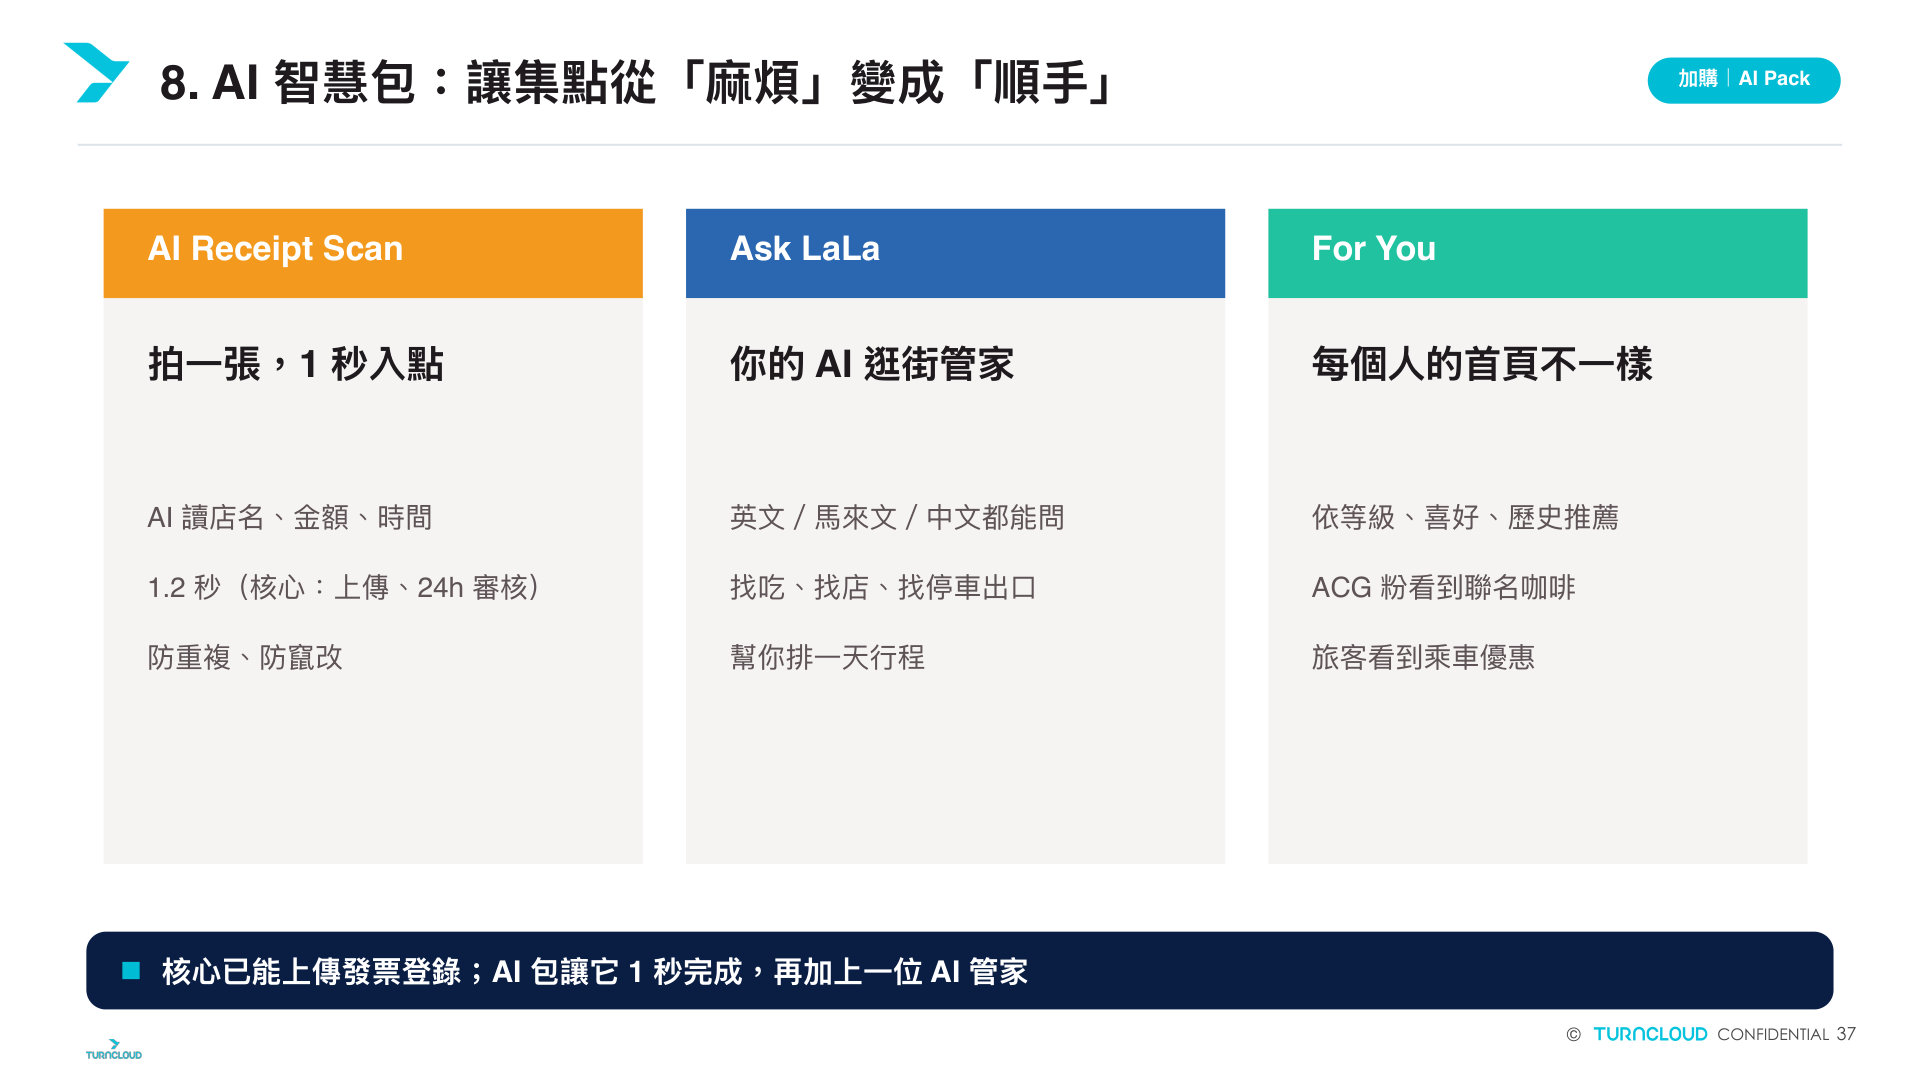 8. AI 智慧包：讓集點從「麻煩」變成「順手」
加購｜AI Pack
AI Receipt Scan
拍一張，1 秒入點
AI 讀店名、金額、時間
1.2 秒（核心：上傳、24h 審核）
防重複、防竄改
Ask LaLa
你的 AI 逛街管家
英文 / 馬來文 / 中文都能問
找吃、找店、找停車出口
幫你排一天行程
For You
每個人的首頁不一樣
依等級、喜好、歷史推薦
ACG 粉看到聯名咖啡
旅客看到乘車優惠
核心已能上傳發票登錄；AI 包讓它 1 秒完成，再加上一位 AI 管家
TURNCLOUD
© TURNCLOUD CONFIDENTIAL 37